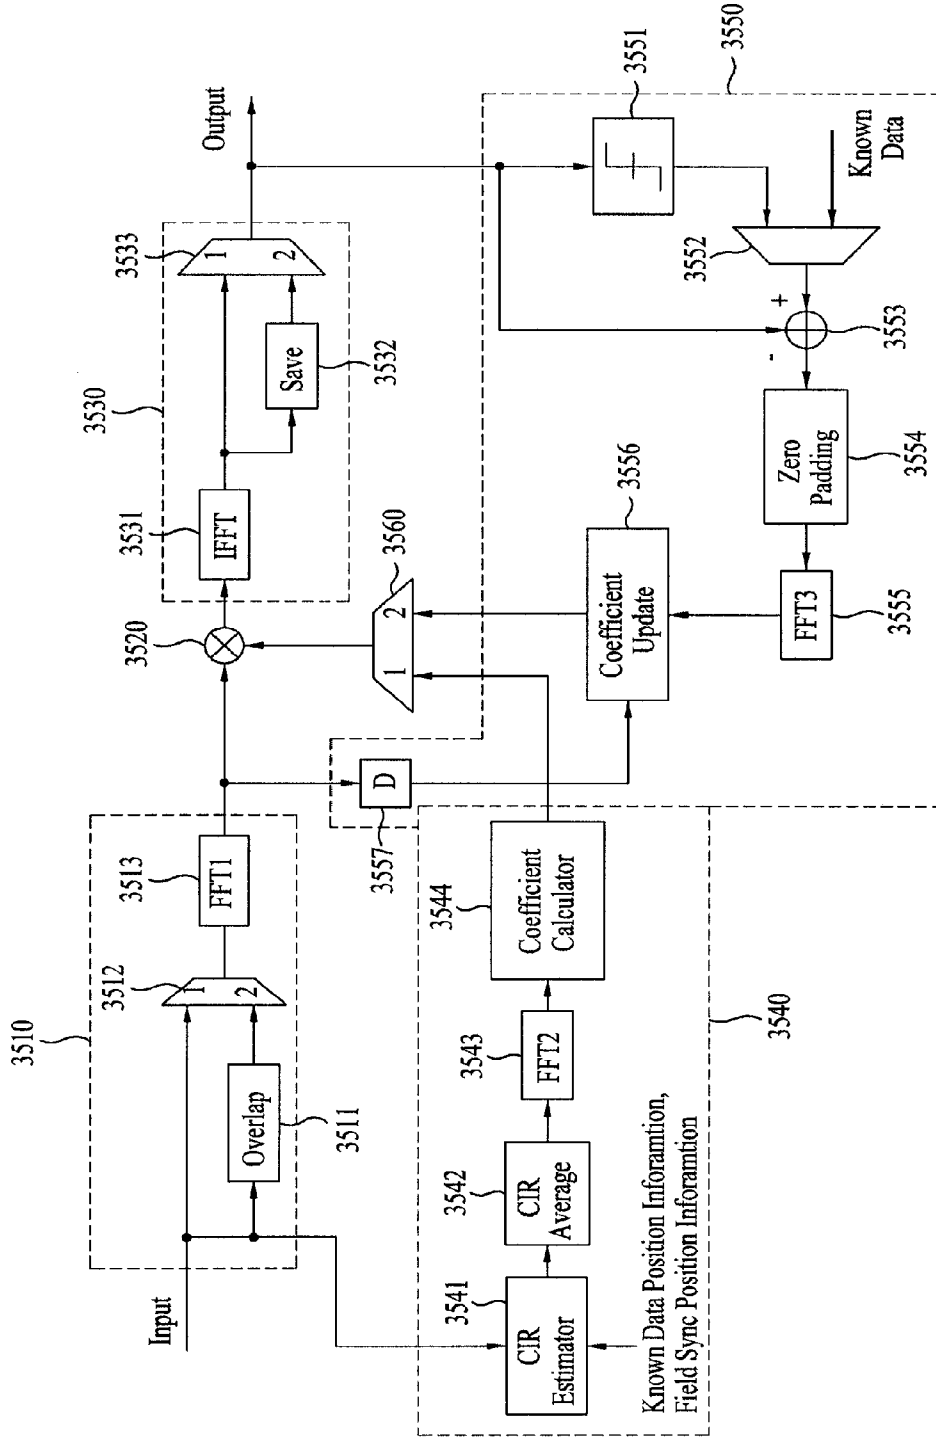 3510
3512
1
2
3513
FFT1
Overlap
3511
Input
3520
3530
3531
IFFT
3533
1
2
Save
3532
Output
3557
D
3560
1
2
3541
CIR
Estimator
3542
CIR
Average
3543
FFT2
3544
Coefficient
Calculator
Known Data Position Inforamtion,
Field Sync Position Inforamtion
3540
3556
Coefficient
Update
3550
3551
3552
Known
Data
+
-
3553
Zero
Padding
3554
FFT3
3555